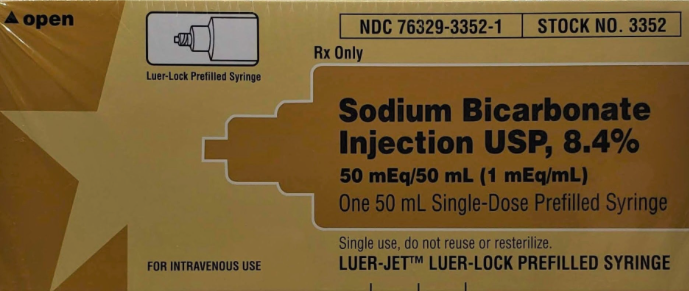 open
Luer-Lock Prefilled Syringe
NDC 76329-3352-1 STOCK NO. 3352
Rx Only
Sodium Bicarbonate
Injection USP, 8.4%
50 mEq/50 mL (1 mEq/mL)
One 50 mL Single-Dose Prefilled Syringe
Single use, do not reuse or resterilize.
FOR INTRAVENOUS USE
LUER-JET™ LUER-LOCK PREFILLED SYRINGE